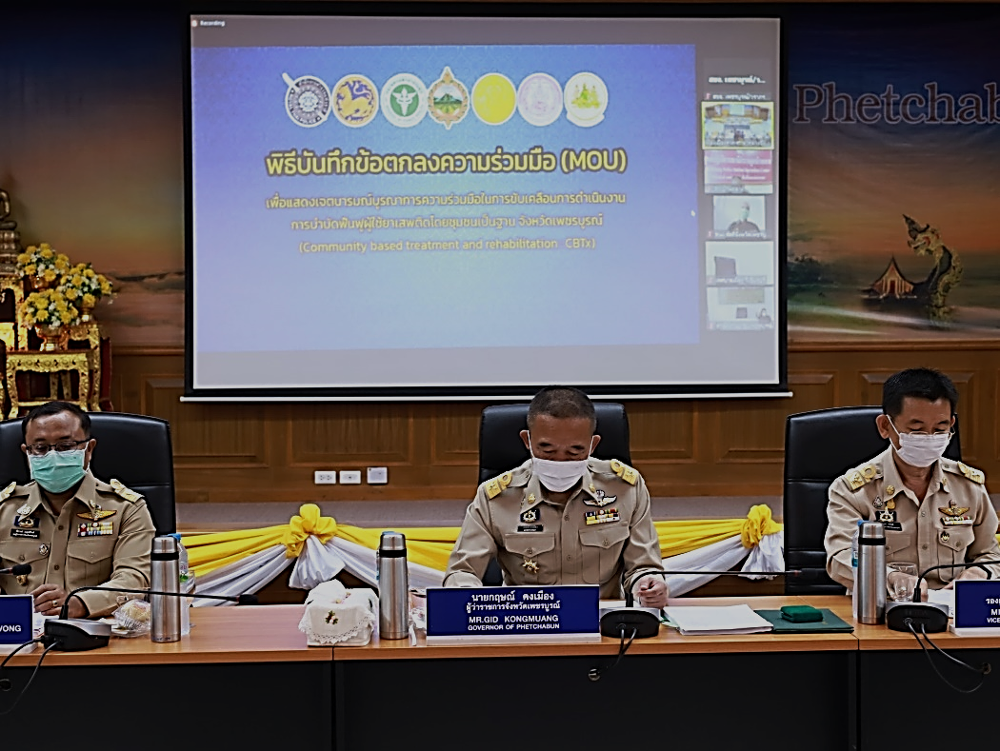 Recording
พิธีบันทึกข้อตกลงความร่วมมือ (MOU)
เพื่อแสดงเจตนารมณ์บูรณาการความร่วมมือในการขับเคลื่อนการดำเนินงาน
การบำบัดฟื้นฟูผู้ใช้ยาเสพติดโดยชุมชนเป็นฐาน จังหวัดเพชรบูรณ์
(Community based treatment and rehabilitation CBTx)
Phetchab
นายกฤษณ์ คงเมือง
ผู้ว่าราชการจังหวัดเพชรบูรณ์
MR.GID KONGMUANG
GOVERNOR OF PHETCHABUN
VONG
รอง
VICE